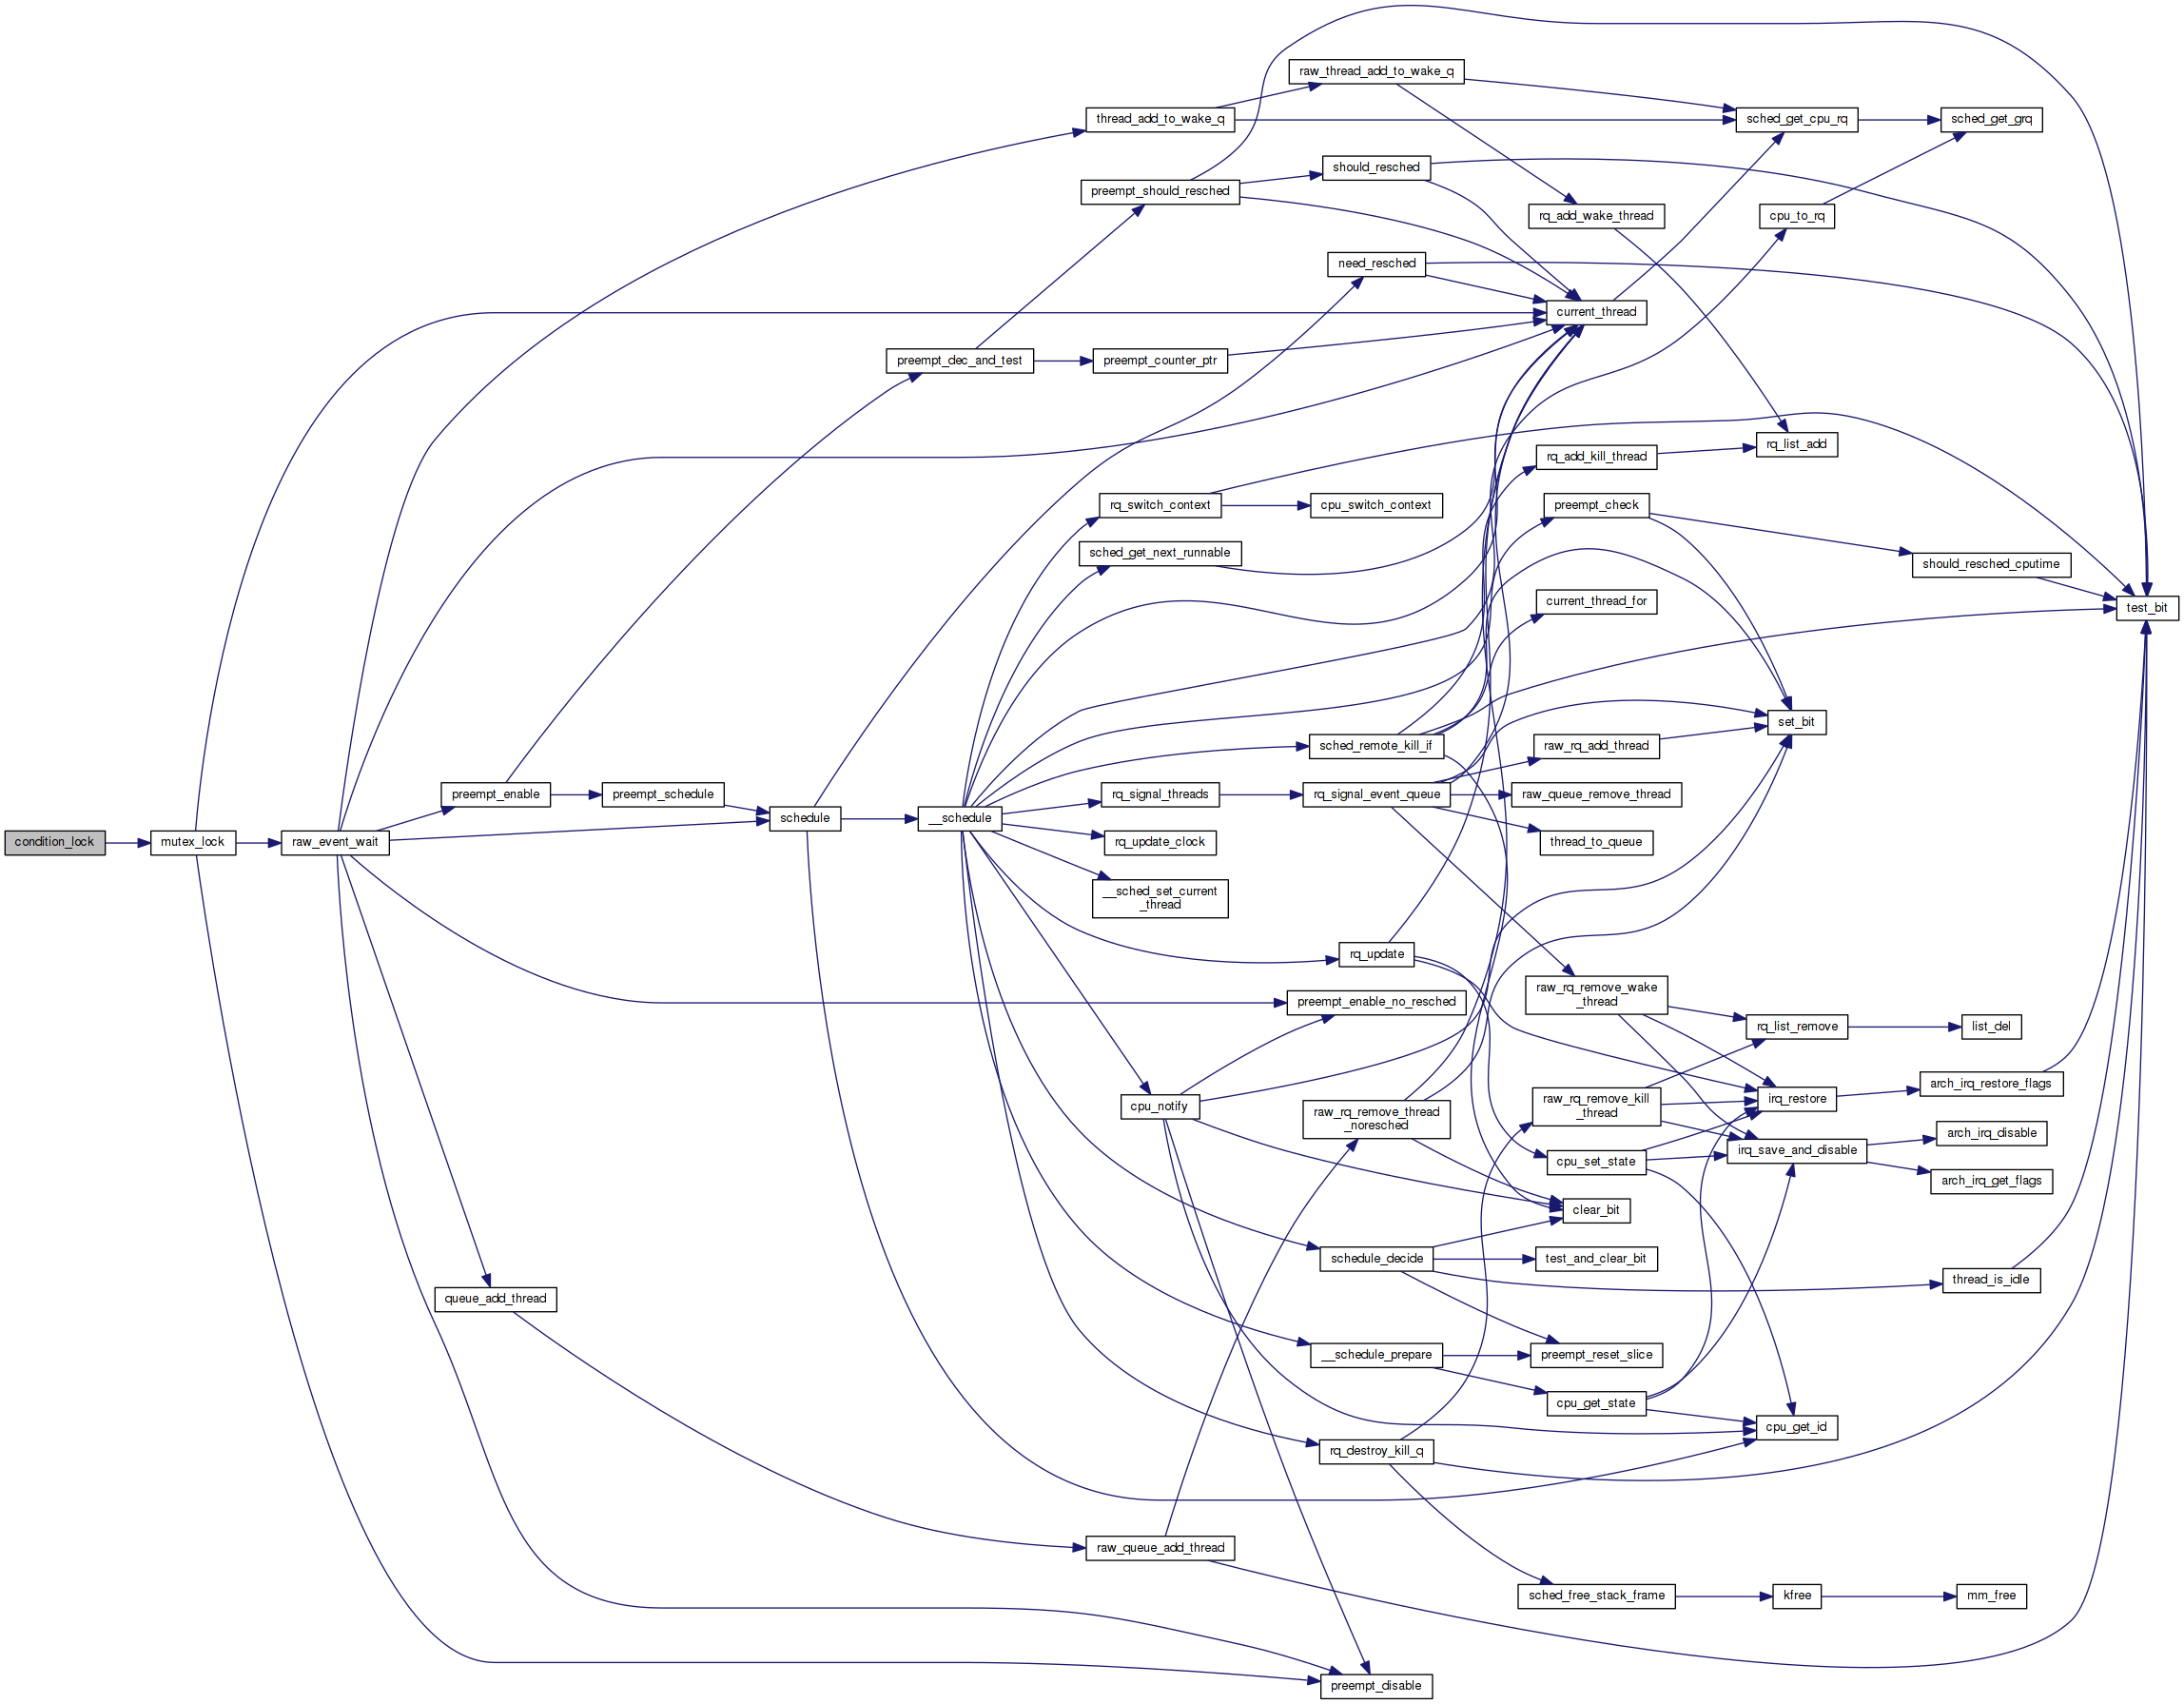 raw_thread_add_to_wake_q
thread_add_to_wake_q
sched_get_cpu_rq
sched_get_grq
should_resched
preempt_should_resched
rq_add_wake_thread
cpu_to_rq
need_resched
current_thread
preempt_dec_and_test
preempt_counter_ptr
rq_list_add
rq_add_kill_thread
rq_switch_context
cpu_switch_context
preempt_check
sched_get_next_runnable
should_resched_cputime
current_thread_for
test_bit
set_bit
sched_remote_kill_if
raw_rq_add_thread
preempt_enable
preempt_schedule
rq_signal_threads
rq_signal_event_queue
raw_queue_remove_thread
schedule
__schedule
condition_lock
mutex_lock
raw_event_wait
rq_update_clock
thread_to_queue
__sched_set_current
_thread
rq_update
raw_rq_remove_wake
_thread
preempt_enable_no_resched
rq_list_remove
list_del
arch_irq_restore_flags
irq_restore
cpu_notify
raw_rq_remove_kill
_thread
raw_rq_remove_thread
_noresched
arch_irq_disable
irq_save_and_disable
cpu_set_state
arch_irq_get_flags
clear_bit
schedule_decide
test_and_clear_bit
thread_is_idle
queue_add_thread
__schedule_prepare
preempt_reset_slice
cpu_get_state
cpu_get_id
rq_destroy_kill_q
raw_queue_add_thread
sched_free_stack_frame
kfree
mm_free
preempt_disable